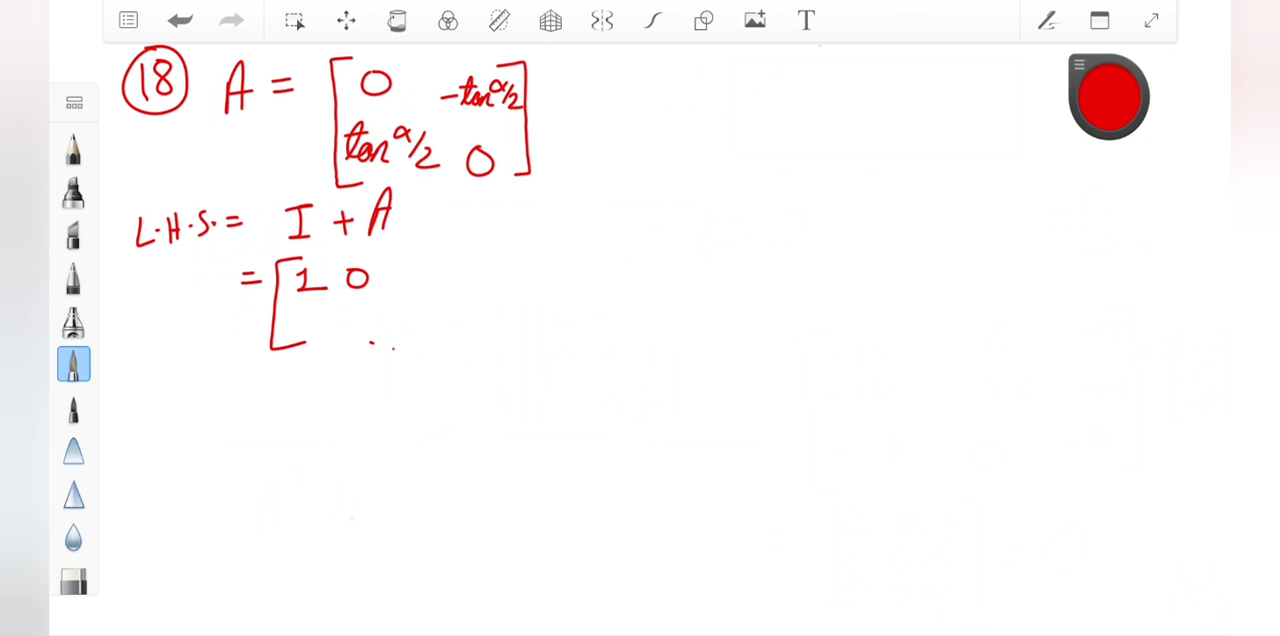 (18) A = [ 0 -tan α/2
tan α/2 0 ]
L.H.S. = I + A
= [ 1 0
T